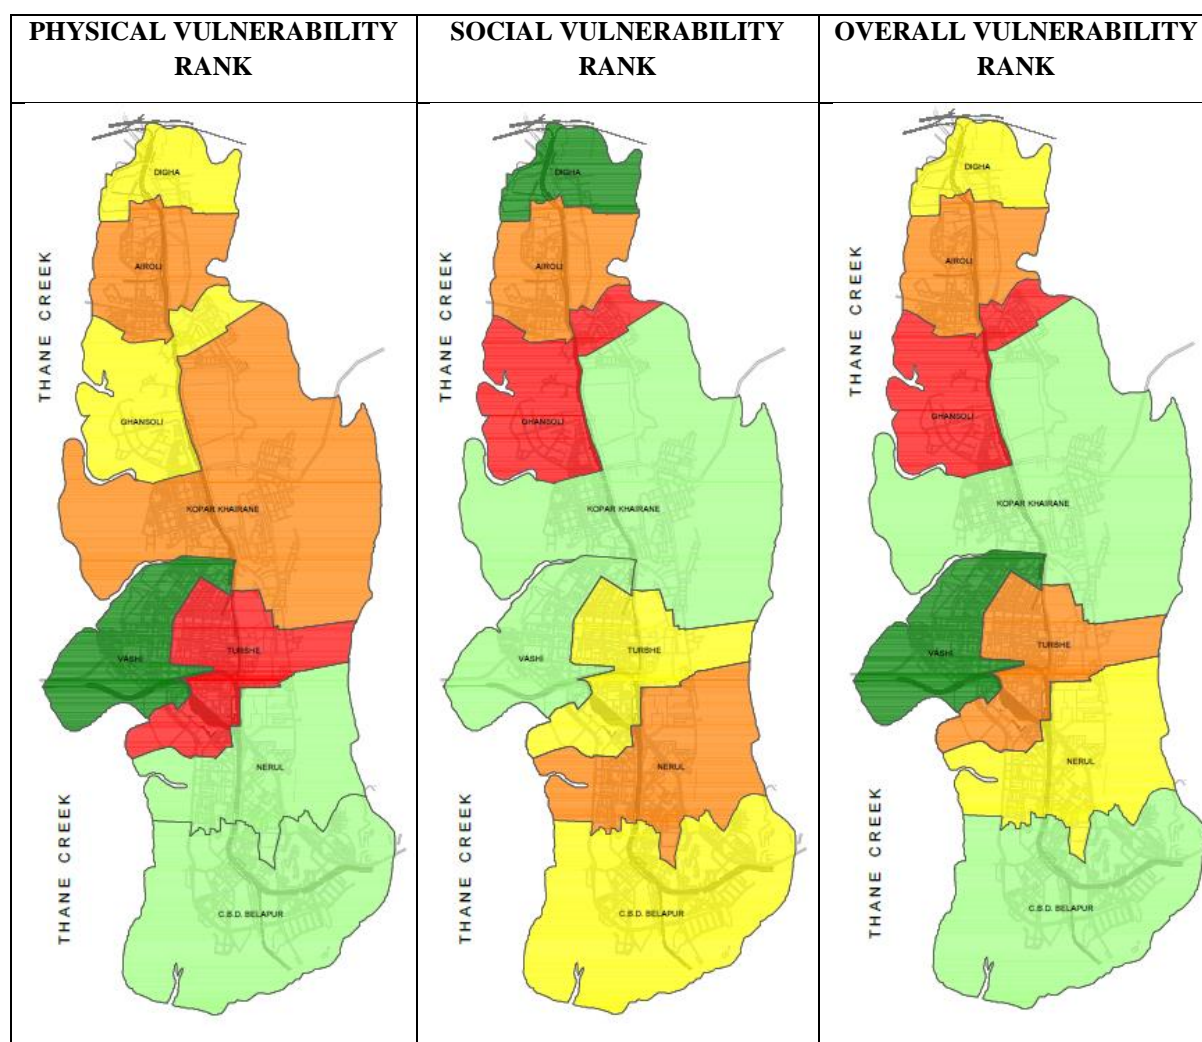 PHYSICAL VULNERABILITY
RANK
SOCIAL VULNERABILITY
RANK
OVERALL VULNERABILITY
RANK
DIGHA
AIROLI
THANE CREEK
GHANSOLI
KOPAR KHAIRANE
VASHI
TURBHE
NERUL
THANE CREEK
C.B.D. BELAPUR
DIGHA
AIROLI
THANE CREEK
GHANSOLI
KOPAR KHAIRANE
VASHI
TURBHE
NERUL
THANE CREEK
C.B.D. BELAPUR
DIGHA
AIROLI
THANE CREEK
GHANSOLI
KOPAR KHAIRANE
VASHI
TURBHE
NERUL
THANE CREEK
C.B.D. BELAPUR